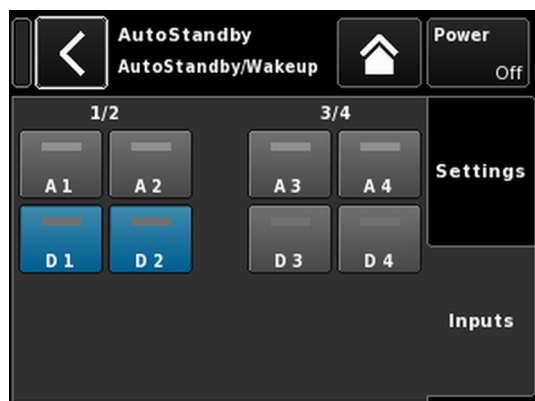 AutoStandby
AutoStandby/Wakeup
Power
Off
1/2
3/4
A 1
A 2
A 3
A 4
Settings
D 1
D 2
D 3
D 4
Inputs